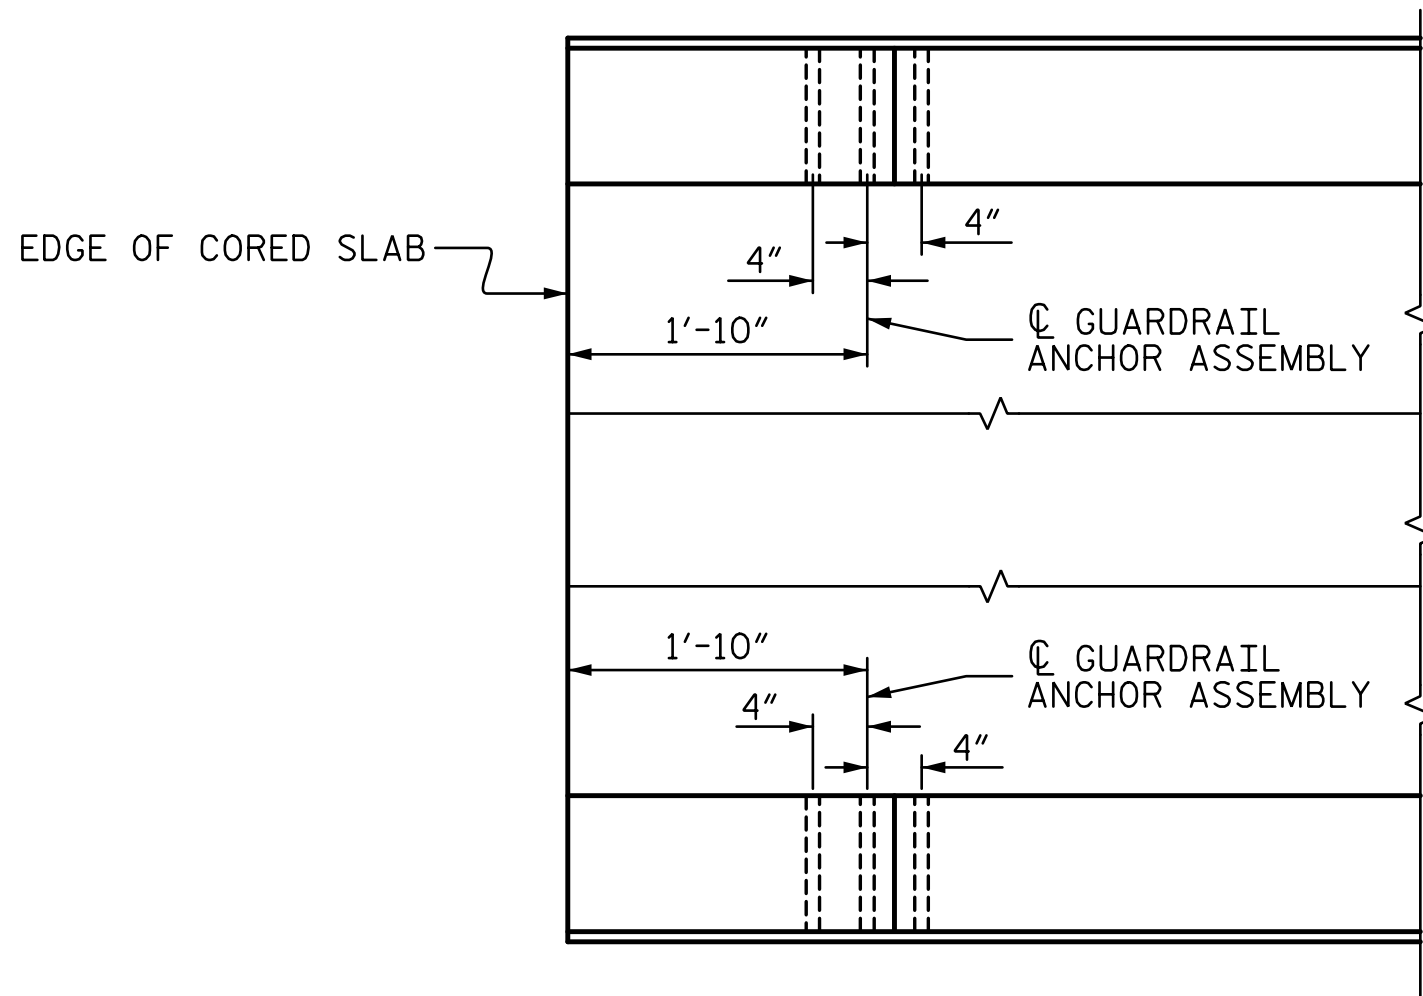 4"
EDGE OF CORED SLAB
4"
1'-10"
℄ GUARDRAIL
ANCHOR ASSEMBLY
1'-10"
℄ GUARDRAIL
ANCHOR ASSEMBLY
4"
4"